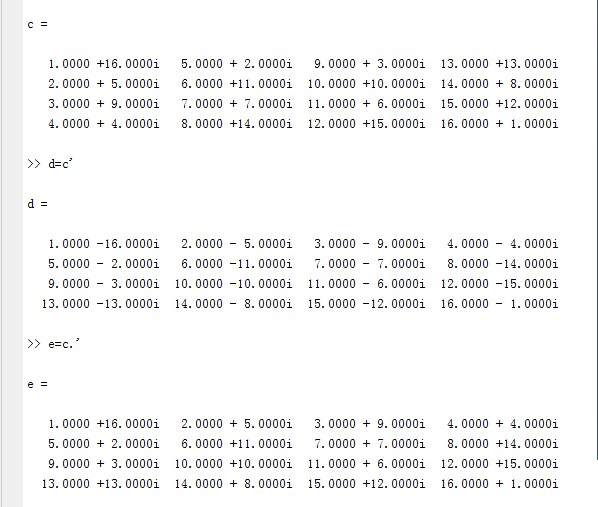 c =
1.0000 +16.0000i 5.0000 + 2.0000i 9.0000 + 3.0000i 13.0000 +13.0000i
2.0000 + 5.0000i 6.0000 +11.0000i 10.0000 +10.0000i 14.0000 + 8.0000i
3.0000 + 9.0000i 7.0000 + 7.0000i 11.0000 + 6.0000i 15.0000 +12.0000i
4.0000 + 4.0000i 8.0000 +14.0000i 12.0000 +15.0000i 16.0000 + 1.0000i
>> d=c'
d =
1.0000 -16.0000i 2.0000 - 5.0000i 3.0000 - 9.0000i 4.0000 - 4.0000i
5.0000 - 2.0000i 6.0000 -11.0000i 7.0000 - 7.0000i 8.0000 -14.0000i
9.0000 - 3.0000i 10.0000 -10.0000i 11.0000 - 6.0000i 12.0000 -15.0000i
13.0000 -13.0000i 14.0000 - 8.0000i 15.0000 -12.0000i 16.0000 - 1.0000i
>> e=c.'
e =
1.0000 +16.0000i 2.0000 + 5.0000i 3.0000 + 9.0000i 4.0000 + 4.0000i
5.0000 + 2.0000i 6.0000 +11.0000i 7.0000 + 7.0000i 8.0000 +14.0000i
9.0000 + 3.0000i 10.0000 +10.0000i 11.0000 + 6.0000i 12.0000 +15.0000i
13.0000 +13.0000i 14.0000 + 8.0000i 15.0000 +12.0000i 16.0000 + 1.0000i